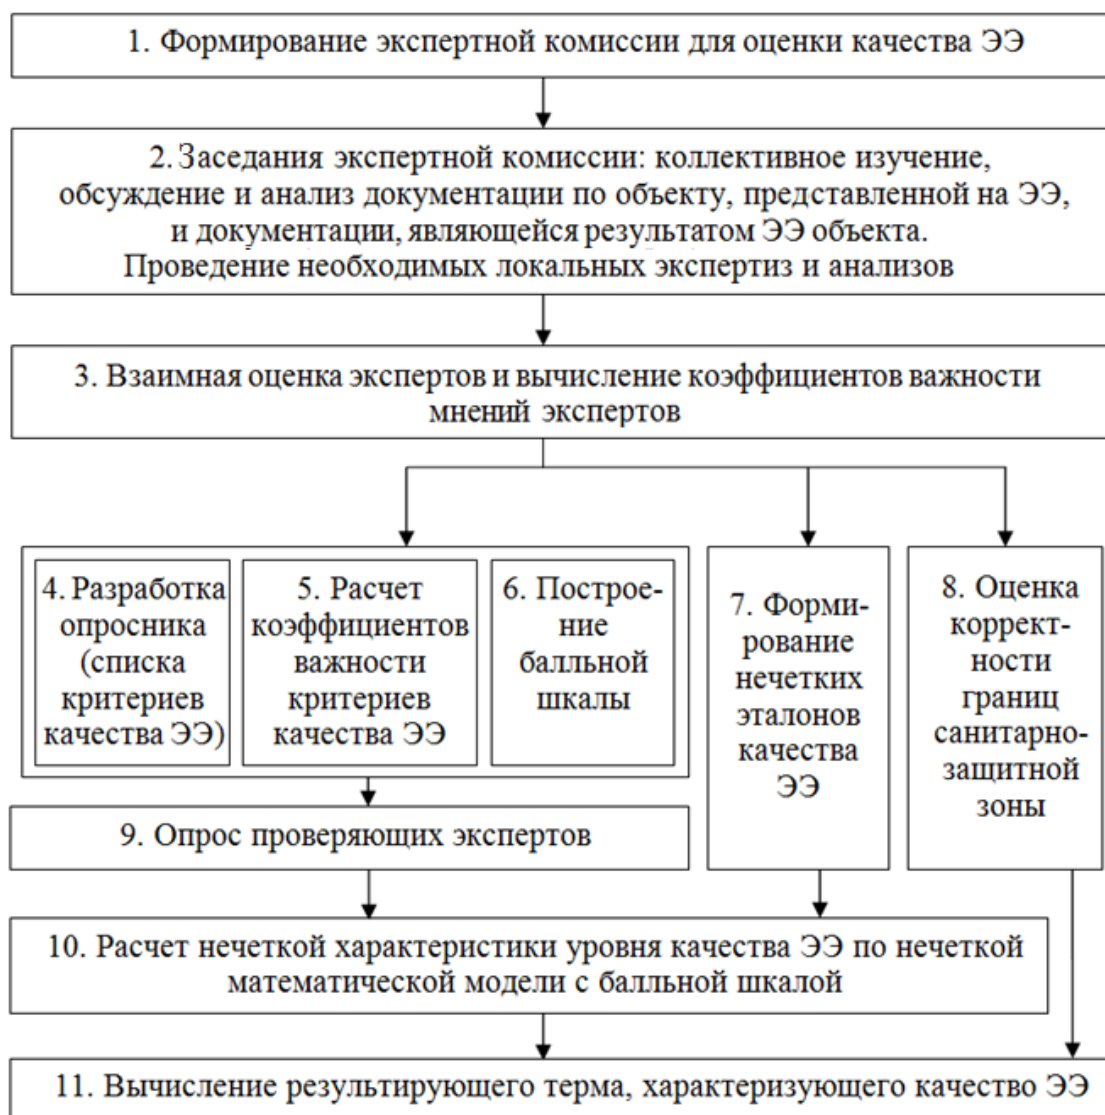 1. Формирование экспертной комиссии для оценки качества ЭЭ
2. Заседания экспертной комиссии: коллективное изучение,
обсуждение и анализ документации по объекту, представленной на ЭЭ,
и документации, являющейся результатом ЭЭ объекта.
Проведение необходимых локальных экспертиз и анализов
3. Взаимная оценка экспертов и вычисление коэффициентов важности
мнений экспертов
4. Разработка
опросника
(списка
критериев
качества ЭЭ)
5. Расчет
коэффициентов
важности
критериев
качества ЭЭ
6. Построе-
ние
балльной
шкалы
7. Форми-
рование
нечетких
эталонов
качества
ЭЭ
8. Оценка
коррект-
ности
границ
санитарно-
защитной
зоны
9. Опрос проверяющих экспертов
10. Расчет нечеткой характеристики уровня качества ЭЭ по нечеткой
математической модели с балльной шкалой
11. Вычисление результирующего терма, характеризующего качество ЭЭ